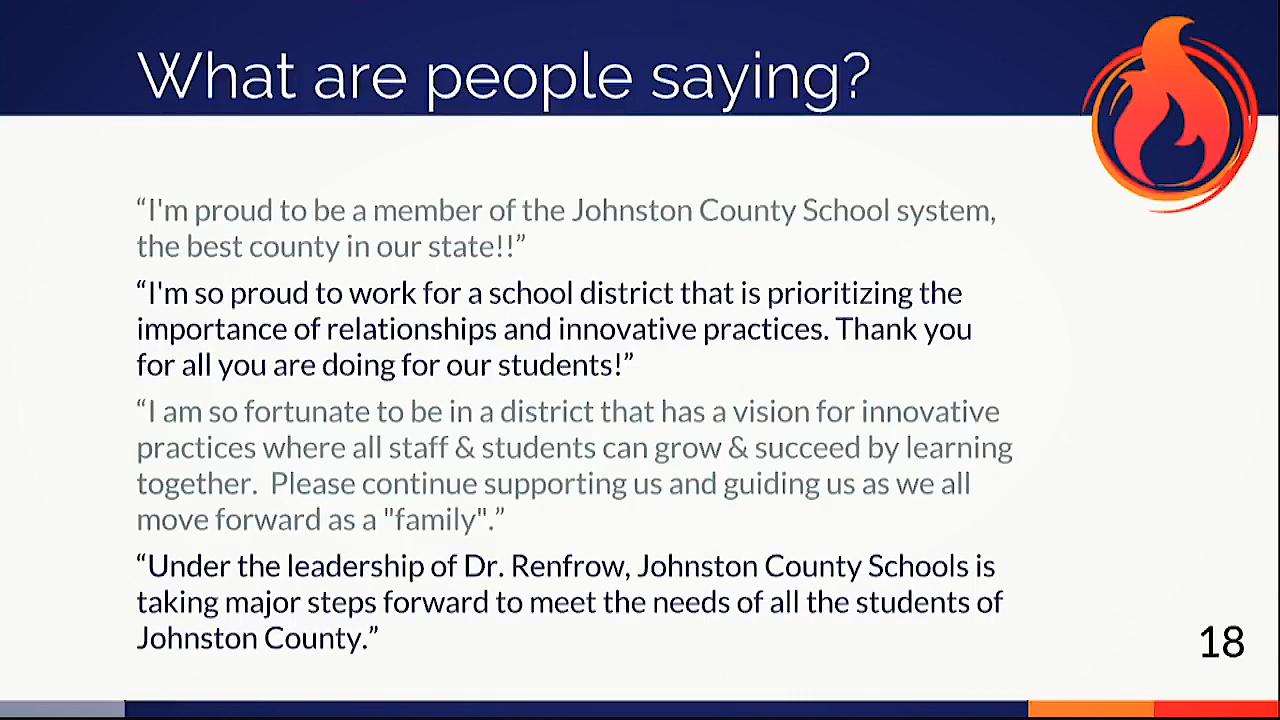 What are people saying?
“I'm proud to be a member of the Johnston County School system,
the best county in our state!!”
“I'm so proud to work for a school district that is prioritizing the
importance of relationships and innovative practices. Thank you
for all you are doing for our students!”
“I am so fortunate to be in a district that has a vision for innovative
practices where all staff & students can grow & succeed by learning
together.  Please continue supporting us and guiding us as we all
move forward as a "family".”
“Under the leadership of Dr. Renfrow, Johnston County Schools is
taking major steps forward to meet the needs of all the students of
Johnston County.”
18